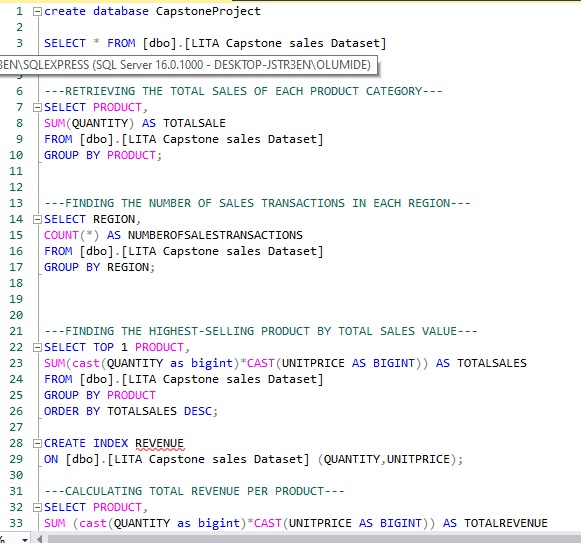 1 create database CapstoneProject
2
3 SELECT * FROM [dbo].[LITA Capstone sales Dataset]
3EN\SQLEXPRESS (SQL Server 16.0.1000 - DESKTOP-JSTR3EN\OLUMIDE)
6 ---RETRIEVING THE TOTAL SALES OF EACH PRODUCT CATEGORY---
7 SELECT PRODUCT,
8 SUM(QUANTITY) AS TOTALSALE
9 FROM [dbo].[LITA Capstone sales Dataset]
10 GROUP BY PRODUCT;
11
12
13 ---FINDING THE NUMBER OF SALES TRANSACTIONS IN EACH REGION---
14 SELECT REGION,
15 COUNT(*) AS NUMBEROFSALESTRANSACTIONS
16 FROM [dbo].[LITA Capstone sales Dataset]
17 GROUP BY REGION;
18
19
20
21 ---FINDING THE HIGHEST-SELLING PRODUCT BY TOTAL SALES VALUE---
22 SELECT TOP 1 PRODUCT,
23 SUM(cast(QUANTITY as bigint)*CAST(UNITPRICE AS BIGINT)) AS TOTALSALES
24 FROM [dbo].[LITA Capstone sales Dataset]
25 GROUP BY PRODUCT
26 ORDER BY TOTALSALES DESC;
27
28 CREATE INDEX REVENUE
29 ON [dbo].[LITA Capstone sales Dataset] (QUANTITY,UNITPRICE);
30
31 ---CALCULATING TOTAL REVENUE PER PRODUCT---
32 SELECT PRODUCT,
33 SUM (cast(QUANTITY as bigint)*CAST(UNITPRICE AS BIGINT)) AS TOTALREVENUE